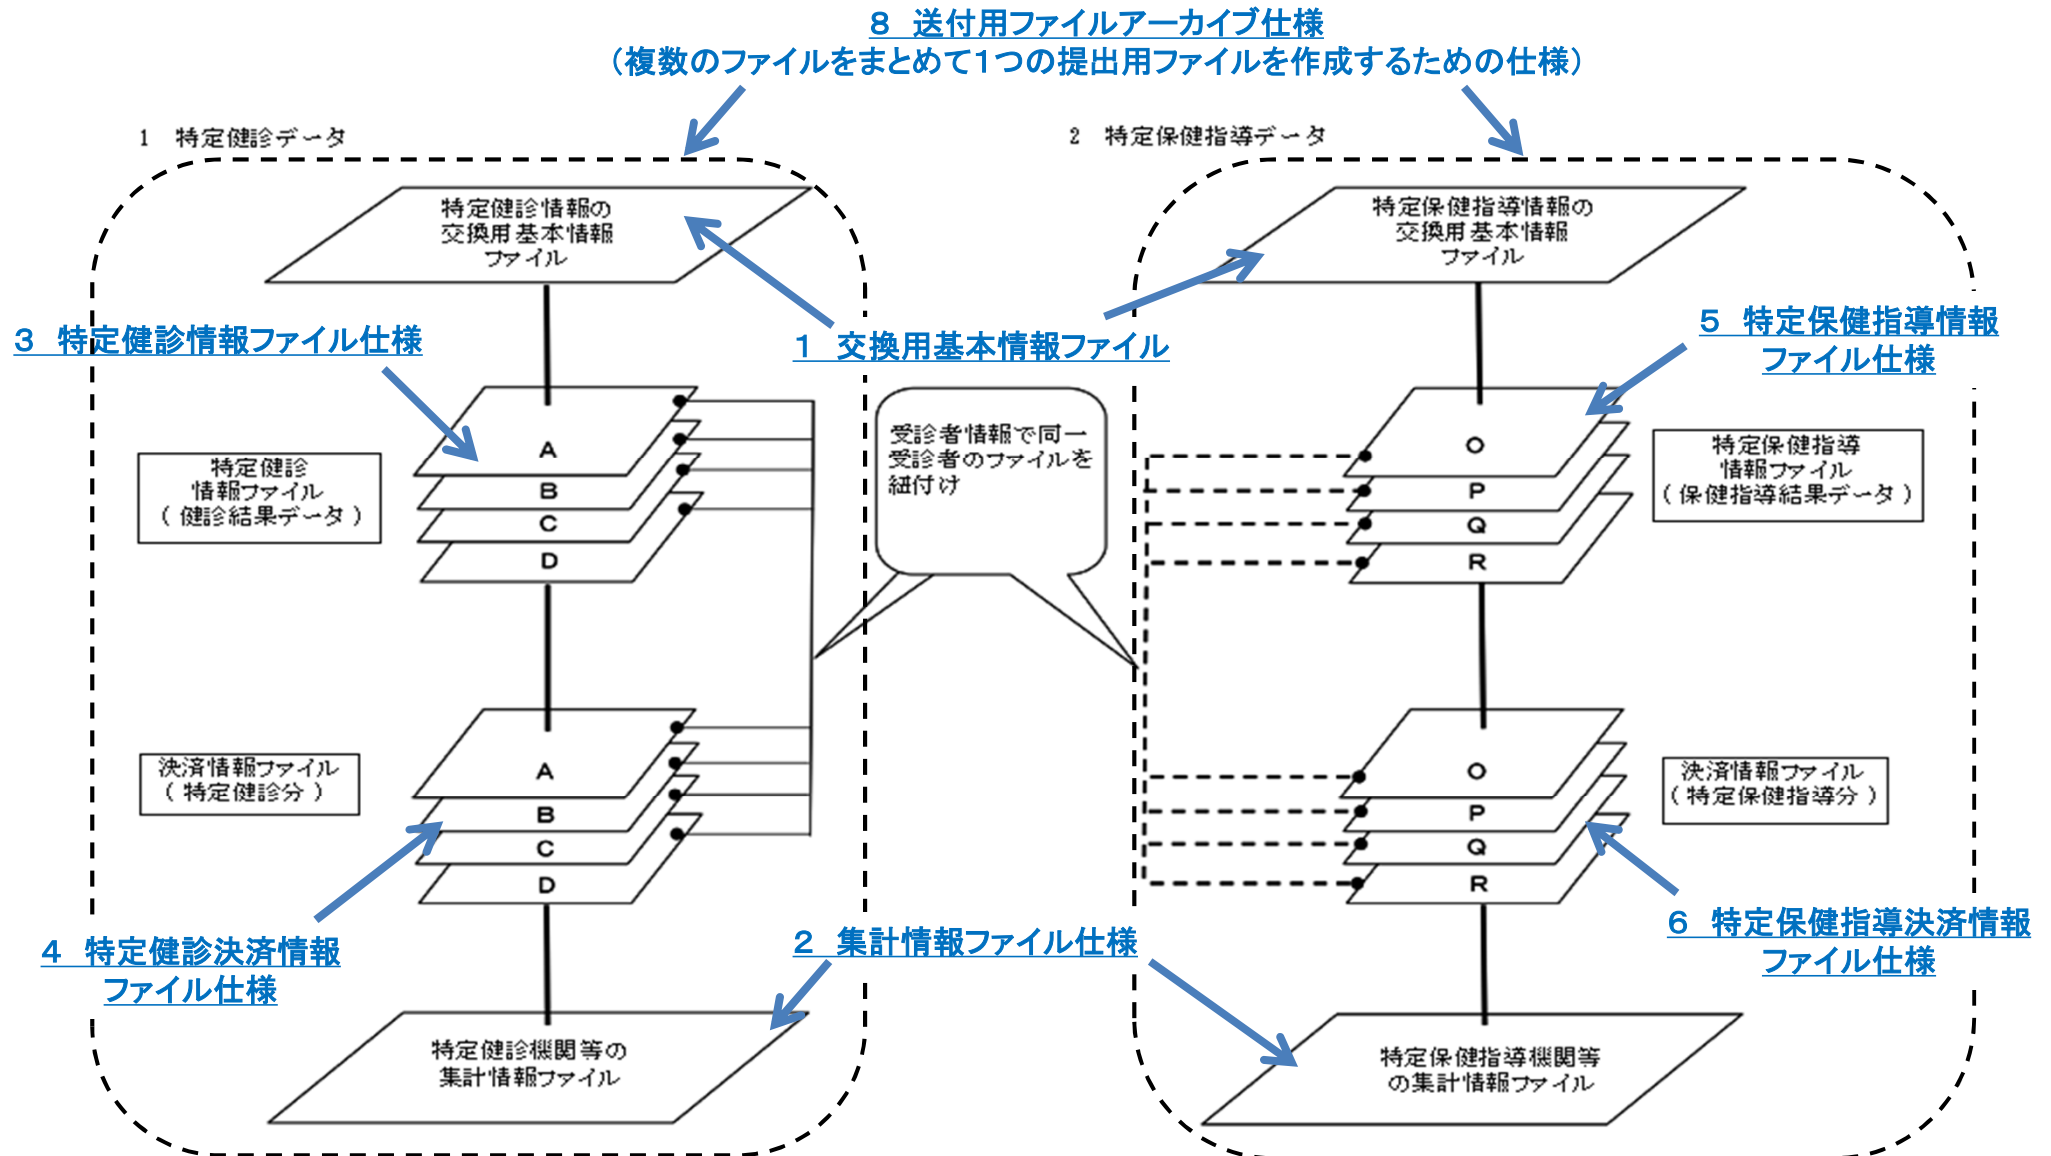 ８　送付用ファイルアーカイブ仕様
（複数のファイルをまとめて１つの提出用ファイルを作成するための仕様）
1　特定健診データ
2　特定保健指導データ
特定健診情報の
交換用基本情報
ファイル
特定保健指導情報の
交換用基本情報
ファイル
３　特定健診情報ファイル仕様
１　交換用基本情報ファイル
５　特定保健指導情報
ファイル仕様
特定健診
情報ファイル
（健診結果データ）
A
B
C
D
受診者情報で同一
受診者のファイルを
紐付け
O
P
Q
R
特定保健指導
情報ファイル
（保健指導結果データ）
決済情報ファイル
（特定健診分）
A
B
C
D
O
P
Q
R
決済情報ファイル
（特定保健指導分）
４　特定健診決済情報
ファイル仕様
２　集計情報ファイル仕様
６　特定保健指導決済情報
ファイル仕様
特定健診機関等の
集計情報ファイル
特定保健指導機関等
の集計情報ファイル